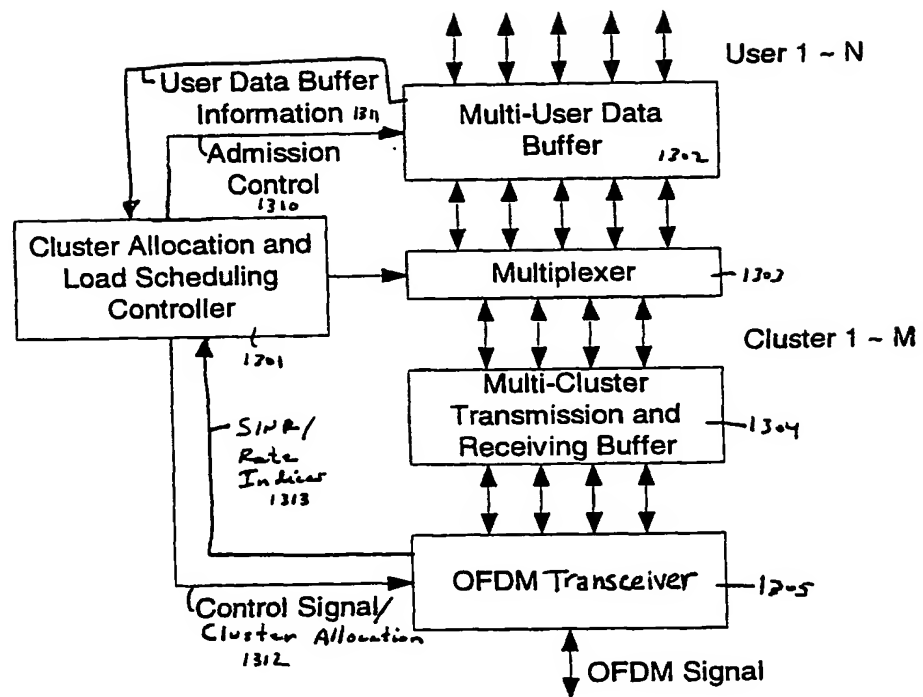 User 1 ~ N
User Data Buffer
Information 1311
Multi-User Data
Buffer
1302
Admission
Control
1310
Cluster Allocation and
Load Scheduling
Controller
1301
Multiplexer
1303
Cluster 1 ~ M
Multi-Cluster
Transmission and
Receiving Buffer
1304
SINR/
Rate
Indices
1313
OFDM Transceiver
1305
Control Signal/
Cluster Allocation
1312
OFDM Signal